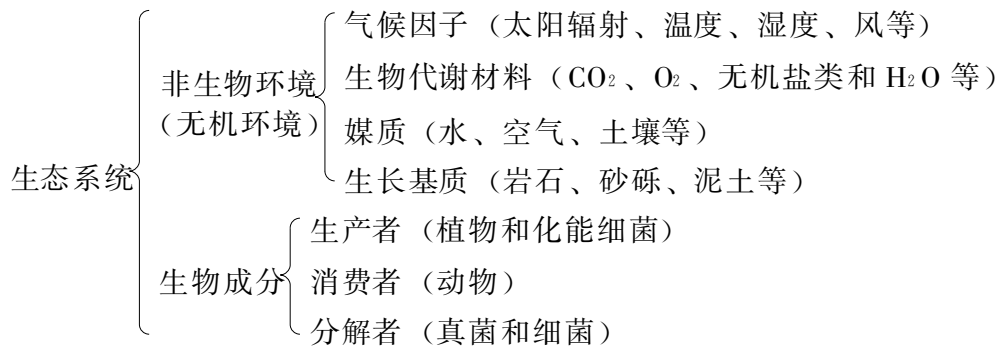 气候因子（太阳辐射、温度、湿度、风等）
非生物环境
生物代谢材料（CO₂、O₂、无机盐类和H₂O等）
（无机环境）
媒质（水、空气、土壤等）
生态系统
生长基质（岩石、砂砾、泥土等）
生产者（植物和化能细菌）
生物成分
消费者（动物）
分解者（真菌和细菌）